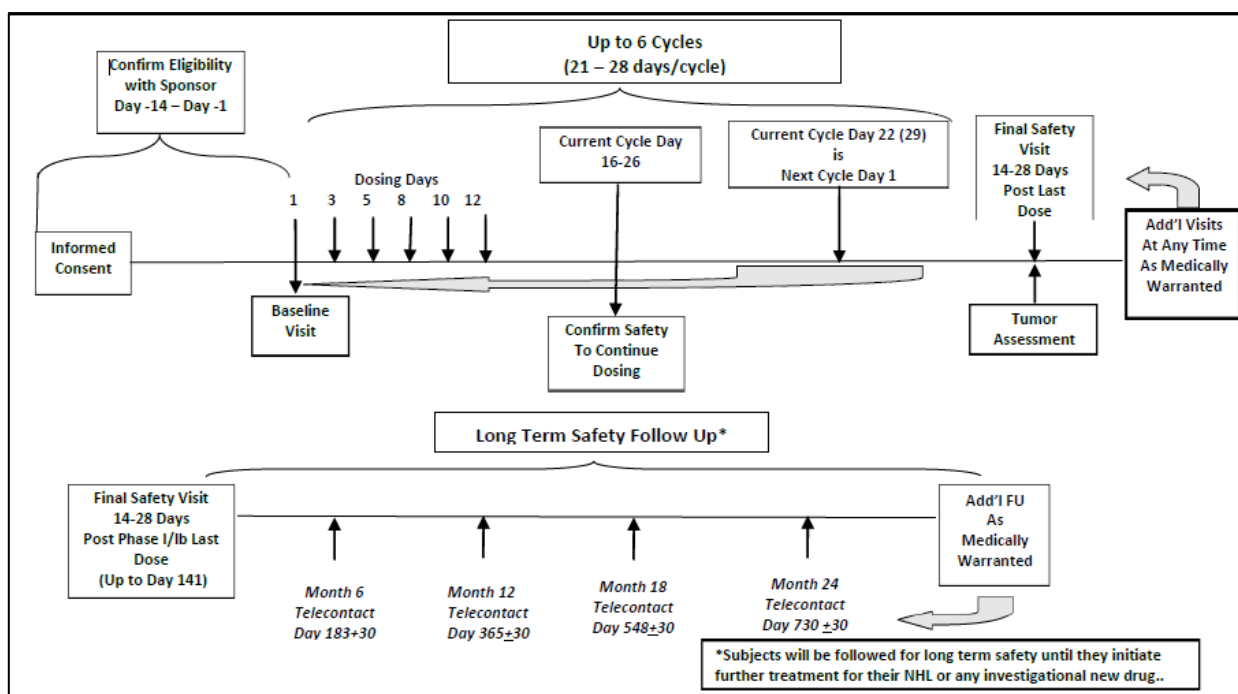 Up to 6 Cycles
(21 – 28 days/cycle)
Confirm Eligibility
with Sponsor
Day -14 – Day -1
Current Cycle Day
16-26
Current Cycle Day 22 (29)
is
Next Cycle Day 1
Final Safety
Visit
14-28 Days
Post Last
Dose
Dosing Days
1 3 5 8 10 12
Informed
Consent
Add'l Visits
At Any Time
As Medically
Warranted
Baseline
Visit
Confirm Safety
To Continue
Dosing
Tumor
Assessment
Long Term Safety Follow Up*
Final Safety Visit
14-28 Days
Post Phase I/Ib Last
Dose
(Up to Day 141)
Add'l FU
As
Medically
Warranted
Month 6
Telecontact
Day 183+30
Month 12
Telecontact
Day 365±30
Month 18
Telecontact
Day 548±30
Month 24
Telecontact
Day 730 ±30
*Subjects will be followed for long term safety until they initiate
further treatment for their NHL or any investigational new drug..